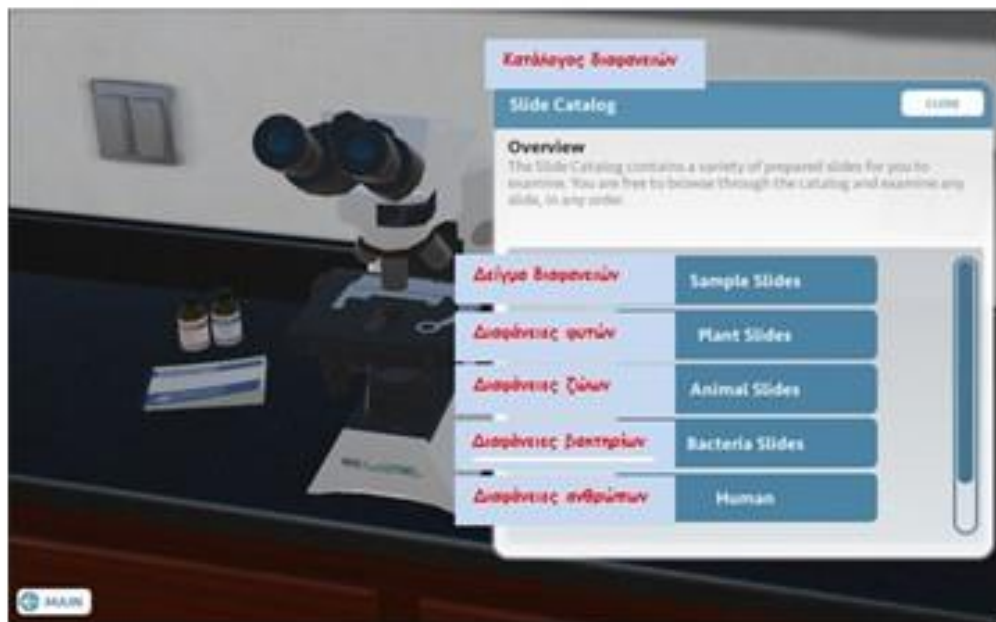 Κατάλογος διαφανειών
Slide Catalog
CLOSE
Overview
The Slide Catalog contains a variety of prepared slides for you to
examine. You are free to browse through the catalog and examine any
slide, in any order.
Δείγμα διαφανειών
Sample Slides
Διαφάνειες φυτών
Plant Slides
Διαφάνειες ζώων
Animal Slides
Διαφάνειες βακτηρίων
Bacteria Slides
Διαφάνειες ανθρώπων
Human
MAIN